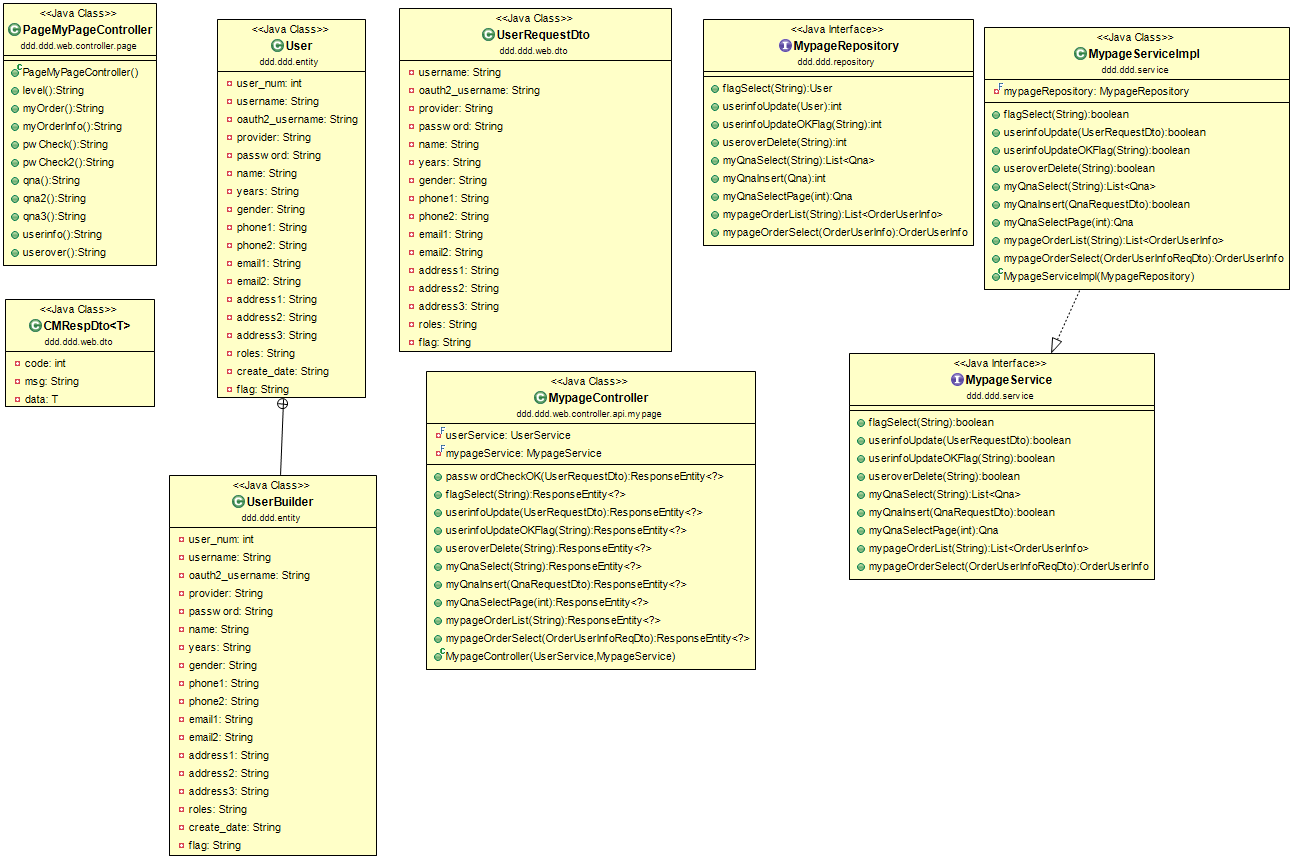 <<Java Class>>
PageMyPageController
ddd.ddd.web.controller.page
PageMyPageController()
level():String
myOrder():String
myOrderInfo():String
pwCheck():String
pwCheck2():String
qna():String
qna2():String
qna3():String
userinfo():String
userover():String
<<Java Class>>
CMRespDto<T>
ddd.ddd.web.dto
code: int
msg: String
data: T
<<Java Class>>
User
ddd.ddd.entity
user_num: int
username: String
oauth2_username: String
provider: String
password: String
name: String
years: String
gender: String
phone1: String
phone2: String
email1: String
email2: String
address1: String
address2: String
address3: String
roles: String
create_date: String
flag: String
<<Java Class>>
UserBuilder
ddd.ddd.entity
user_num: int
username: String
oauth2_username: String
provider: String
password: String
name: String
years: String
gender: String
phone1: String
phone2: String
email1: String
email2: String
address1: String
address2: String
address3: String
roles: String
create_date: String
flag: String
<<Java Class>>
UserRequestDto
ddd.ddd.web.dto
username: String
oauth2_username: String
provider: String
password: String
name: String
years: String
gender: String
phone1: String
phone2: String
email1: String
email2: String
address1: String
address2: String
address3: String
roles: String
flag: String
<<Java Class>>
MypageController
ddd.ddd.web.controller.api.mypage
userService: UserService
mypageService: MypageService
passwordCheckOK(UserRequestDto):ResponseEntity<?>
flagSelect(String):ResponseEntity<?>
userinfoUpdate(UserRequestDto):ResponseEntity<?>
userinfoUpdateOKFlag(String):ResponseEntity<?>
useroverDelete(String):ResponseEntity<?>
myQnaSelect(String):ResponseEntity<?>
myQnaInsert(QnaRequestDto):ResponseEntity<?>
myQnaSelectPage(int):ResponseEntity<?>
mypageOrderList(String):ResponseEntity<?>
mypageOrderSelect(OrderUserInfoReqDto):ResponseEntity<?>
MypageController(UserService,MypageService)
<<Java Interface>>
MypageRepository
ddd.ddd.repository
flagSelect(String):User
userinfoUpdate(User):int
userinfoUpdateOKFlag(String):int
useroverDelete(String):int
myQnaSelect(String):List<Qna>
myQnaInsert(Qna):int
myQnaSelectPage(int):Qna
mypageOrderList(String):List<OrderUserInfo>
mypageOrderSelect(OrderUserInfo):OrderUserInfo
<<Java Class>>
MypageServiceImpl
ddd.ddd.service
mypageRepository: MypageRepository
flagSelect(String):boolean
userinfoUpdate(UserRequestDto):boolean
userinfoUpdateOKFlag(String):boolean
useroverDelete(String):boolean
myQnaSelect(String):List<Qna>
myQnaInsert(QnaRequestDto):boolean
myQnaSelectPage(int):Qna
mypageOrderList(String):List<OrderUserInfo>
mypageOrderSelect(OrderUserInfoReqDto):OrderUserInfo
MypageServiceImpl(MypageRepository)
<<Java Interface>>
MypageService
ddd.ddd.service
flagSelect(String):boolean
userinfoUpdate(UserRequestDto):boolean
userinfoUpdateOKFlag(String):boolean
useroverDelete(String):boolean
myQnaSelect(String):List<Qna>
myQnaInsert(QnaRequestDto):boolean
myQnaSelectPage(int):Qna
mypageOrderList(String):List<OrderUserInfo>
mypageOrderSelect(OrderUserInfoReqDto):OrderUserInfo